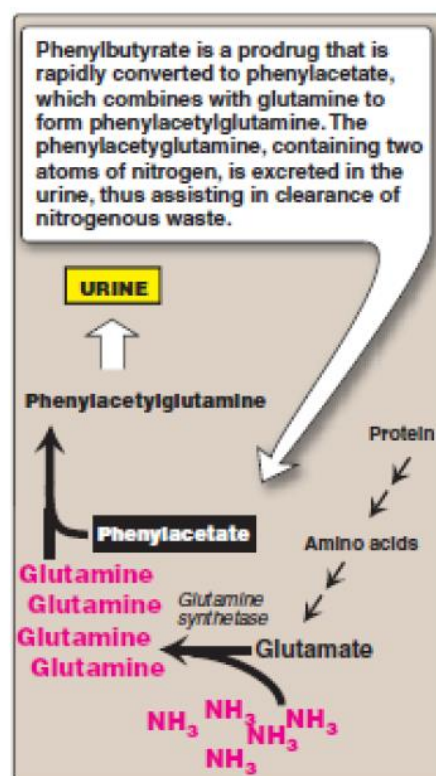 Phenylbutyrate is a prodrug that is
rapidly converted to phenylacetate,
which combines with glutamine to
form phenylacetylglutamine. The
phenylacetyglutamine, containing two
atoms of nitrogen, is excreted in the
urine, thus assisting in clearance of
nitrogenous waste.
URINE
Phenylacetylglutamine
Protein
Phenylacetate
Amino acids
Glutamine
Glutamine
Glutamine
Glutamine
Glutamine
synthetase
Glutamate
NH3
NH3
NH3
NH3
NH3